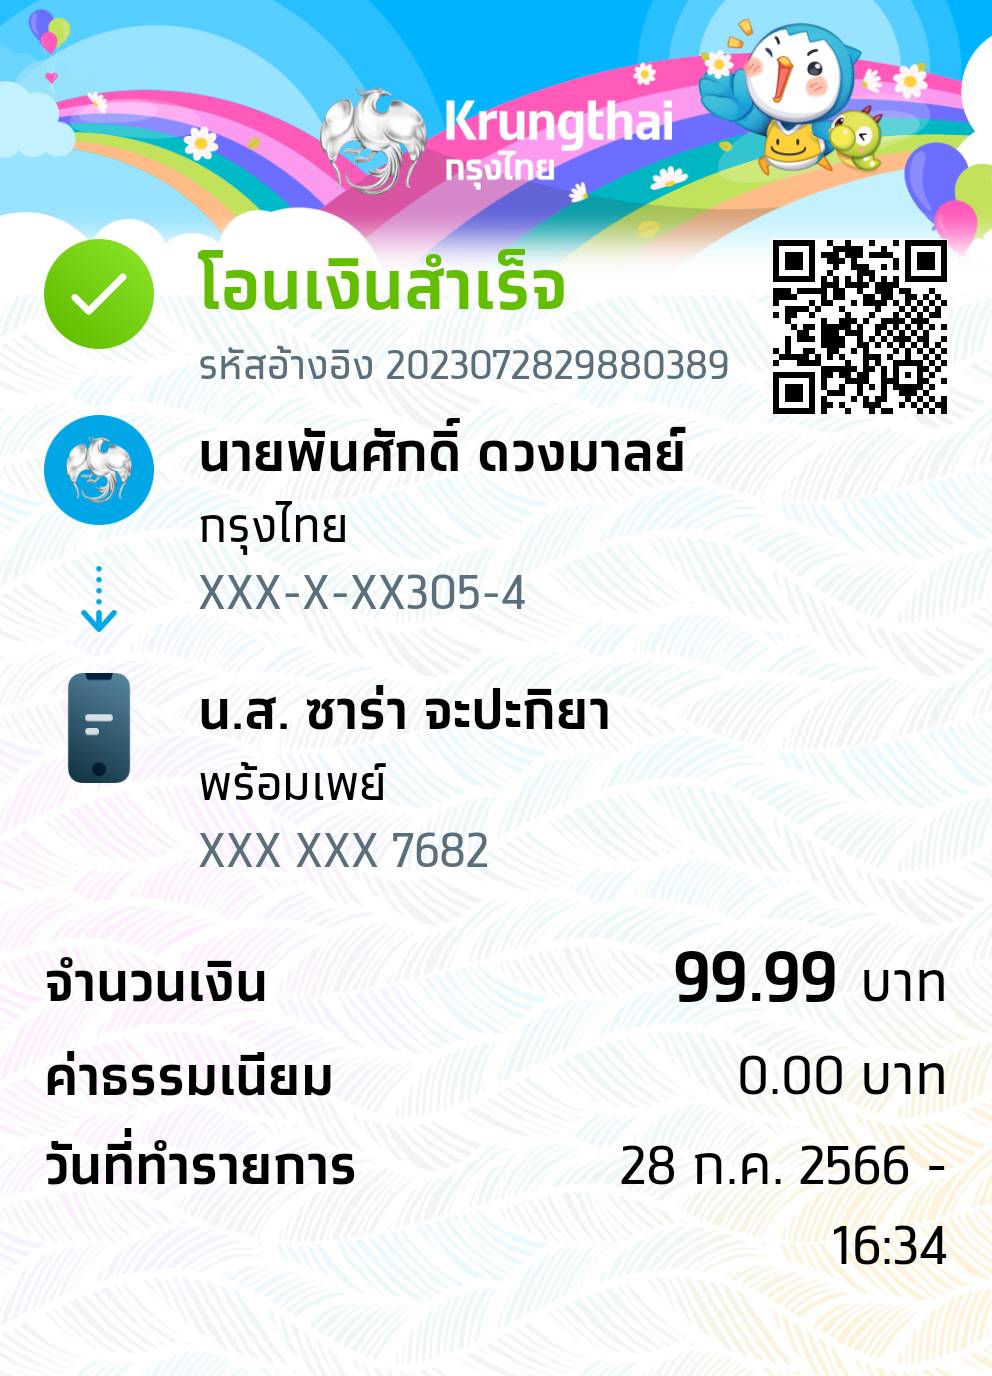 Krungthai
กรุงไทย
โอนเงินสำเร็จ
รหัสอ้างอิง 2023072829880389
นายพันศักดิ์ ดวงมาลย์
กรุงไทย
XXX-X-XX305-4
น.ส. ซาร่า จะปะกิยา
พร้อมเพย์
XXX XXX 7682
จำนวนเงิน 99.99 บาท
ค่าธรรมเนียม 0.00 บาท
วันที่ทำรายการ 28 ก.ค. 2566 -
16:34